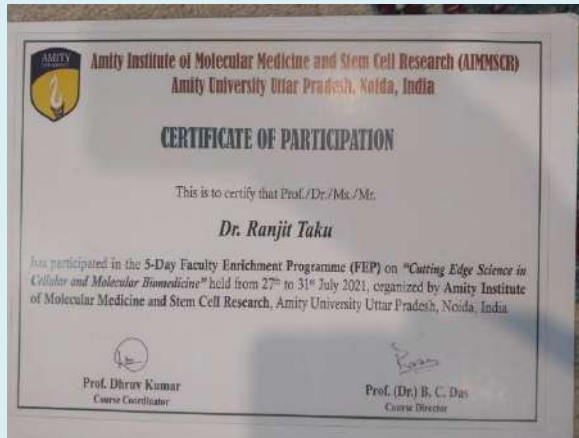 AMITY
UNIVERSITY
Amity Institute of Molecular Medicine and Stem Cell Research (AIMMSCR)
Amity University Uttar Pradesh, Noida, India
CERTIFICATE OF PARTICIPATION
This is to certify that Prof./Dr./Ms./Mr.
Dr. Ranjit Taku
has participated in the 5-Day Faculty Enrichment Programme (FEP) on "Cutting Edge Science in
Cellular and Molecular Biomedicine" held from 27th to 31st July 2021, organized by Amity Institute
of Molecular Medicine and Stem Cell Research, Amity University Uttar Pradesh, Noida, India
Prof. Dhruv Kumar
Course Coordinator
Prof. (Dr.) B. C. Das
Course Director